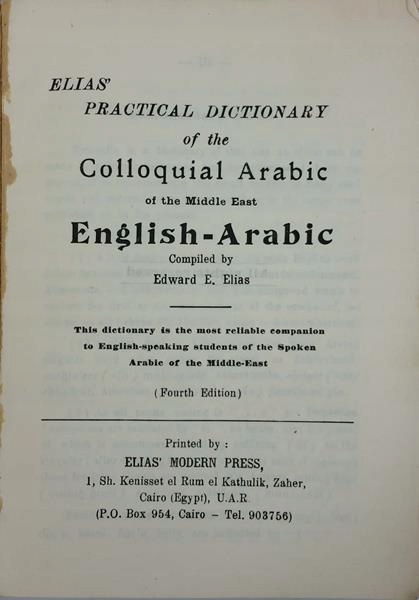 ELIAS'
PRACTICAL DICTIONARY
of the
Colloquial Arabic
of the Middle East
English-Arabic
Compiled by
Edward E. Elias
This dictionary is the most reliable companion
to English-speaking students of the Spoken
Arabic of the Middle-East
(Fourth Edition)
Printed by :
ELIAS' MODERN PRESS,
1, Sh. Kenisset el Rum el Kathulik, Zaher,
Cairo (Egypt), U.A.R
(P.O. Box 954, Cairo - Tel. 903756)